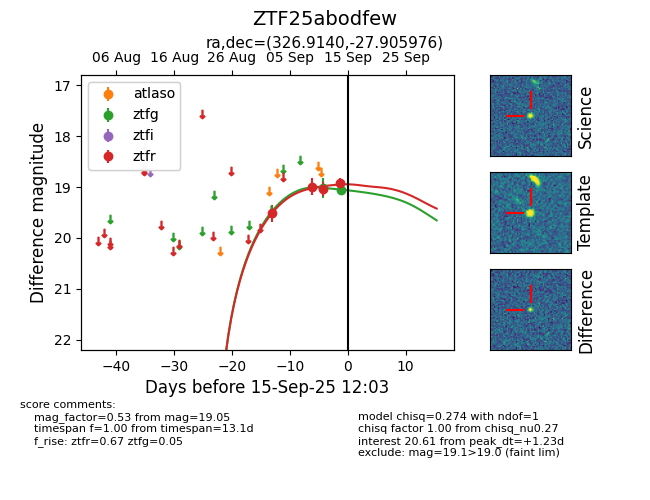 ZTF25abodfew
ra,dec=(326.9140,-27.905976)
06 Aug 16 Aug 26 Aug 05 Sep 15 Sep 25 Sep
atlaso
ztfg
ztfi
ztfr
17
18
19
20
21
22
Difference magnitude
−40 −30 −20 −10 0 10
Days before 15-Sep-25 12:03
Science
Template
Difference
score comments:
mag_factor=0.53 from mag=19.05
timespan f=1.00 from timespan=13.1d
f_rise: ztfr=0.67 ztfg=0.05
model chisq=0.274 with ndof=1
chisq factor 1.00 from chisq_nu0.27
interest 20.61 from peak_dt=+1.23d
exclude: mag=19.1>19.0 (faint lim)